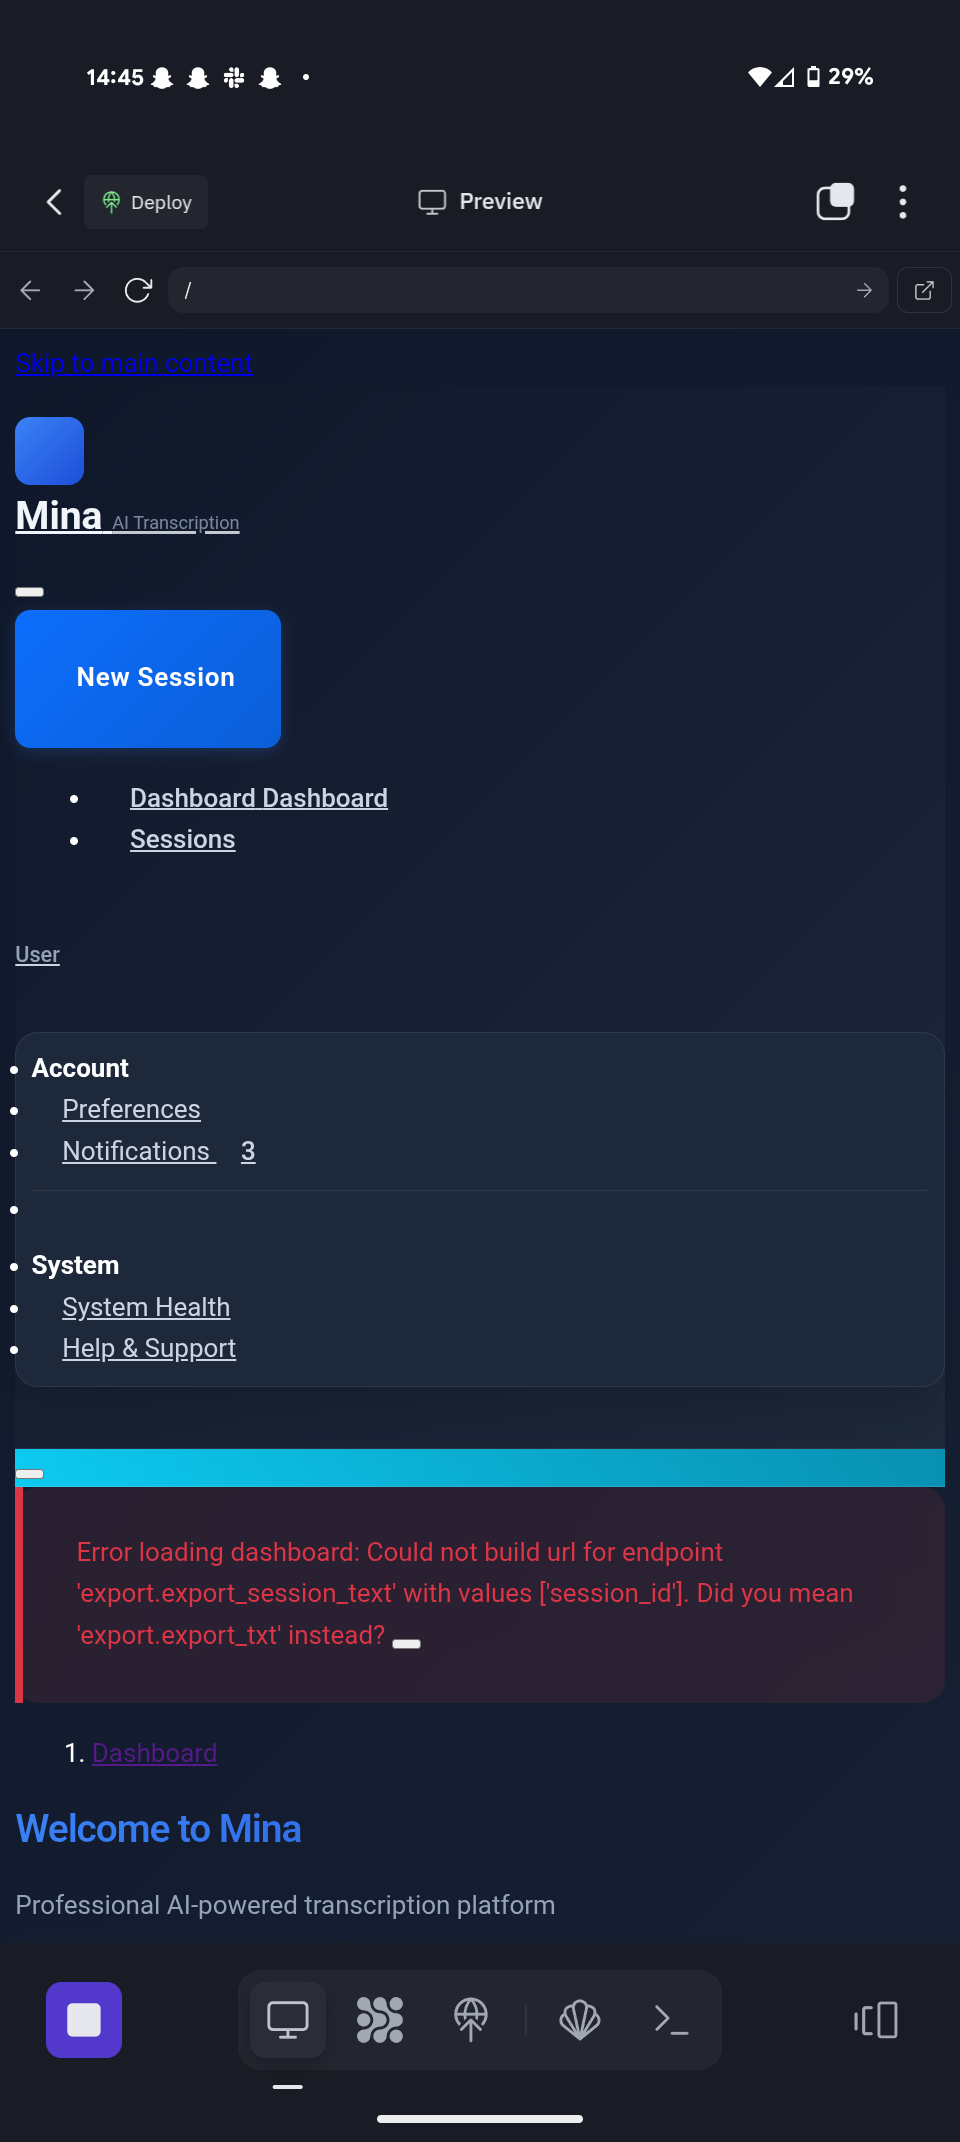 14:45
29%
Deploy
Preview
/
Skip to main content
Mina AI Transcription
New Session
Dashboard Dashboard
Sessions
User
Account
Preferences
Notifications 3
System
System Health
Help & Support
Error loading dashboard: Could not build url for endpoint
'export.export_session_text' with values ['session_id']. Did you mean
'export.export_txt' instead?
1. Dashboard
Welcome to Mina
Professional AI-powered transcription platform